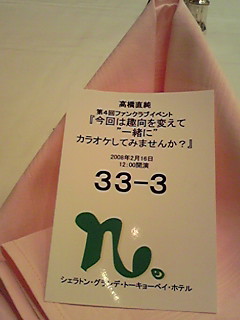 高橋直純
第4回ファンクラブイベント
『今回は趣向を変えて
"一緒に"
カラオケしてみませんか？』
2008年2月16日
12:00開演
33-3
n。
シェラトン・グランデ・トーキョーベイ・ホテル